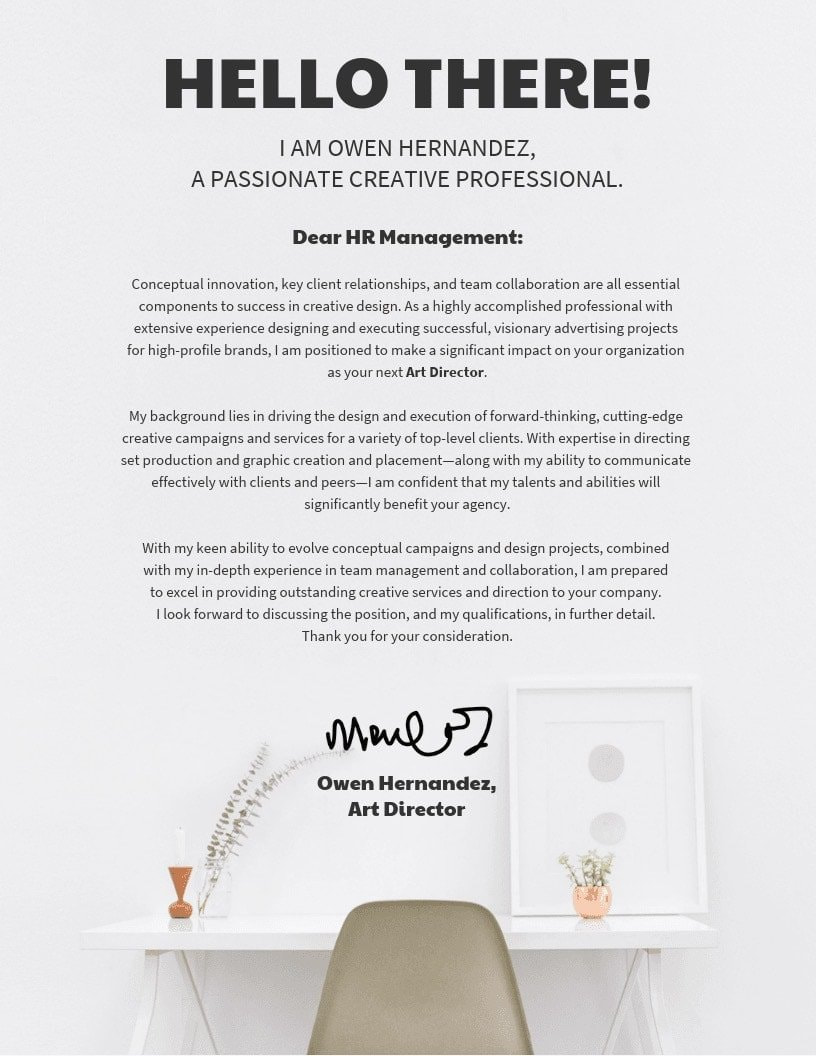 HELLO THERE!
I AM OWEN HERNANDEZ,
A PASSIONATE CREATIVE PROFESSIONAL.
Dear HR Management:
Conceptual innovation, key client relationships, and team collaboration are all essential
components to success in creative design. As a highly accomplished professional with
extensive experience designing and executing successful, visionary advertising projects
for high-profile brands, I am positioned to make a significant impact on your organization
as your next Art Director.
My background lies in driving the design and execution of forward-thinking, cutting-edge
creative campaigns and services for a variety of top-level clients. With expertise in directing
set production and graphic creation and placement—along with my ability to communicate
effectively with clients and peers—I am confident that my talents and abilities will
significantly benefit your agency.
With my keen ability to evolve conceptual campaigns and design projects, combined
with my in-depth experience in team management and collaboration, I am prepared
to excel in providing outstanding creative services and direction to your company.
I look forward to discussing the position, and my qualifications, in further detail.
Thank you for your consideration.
Owen Hernandez,
Art Director